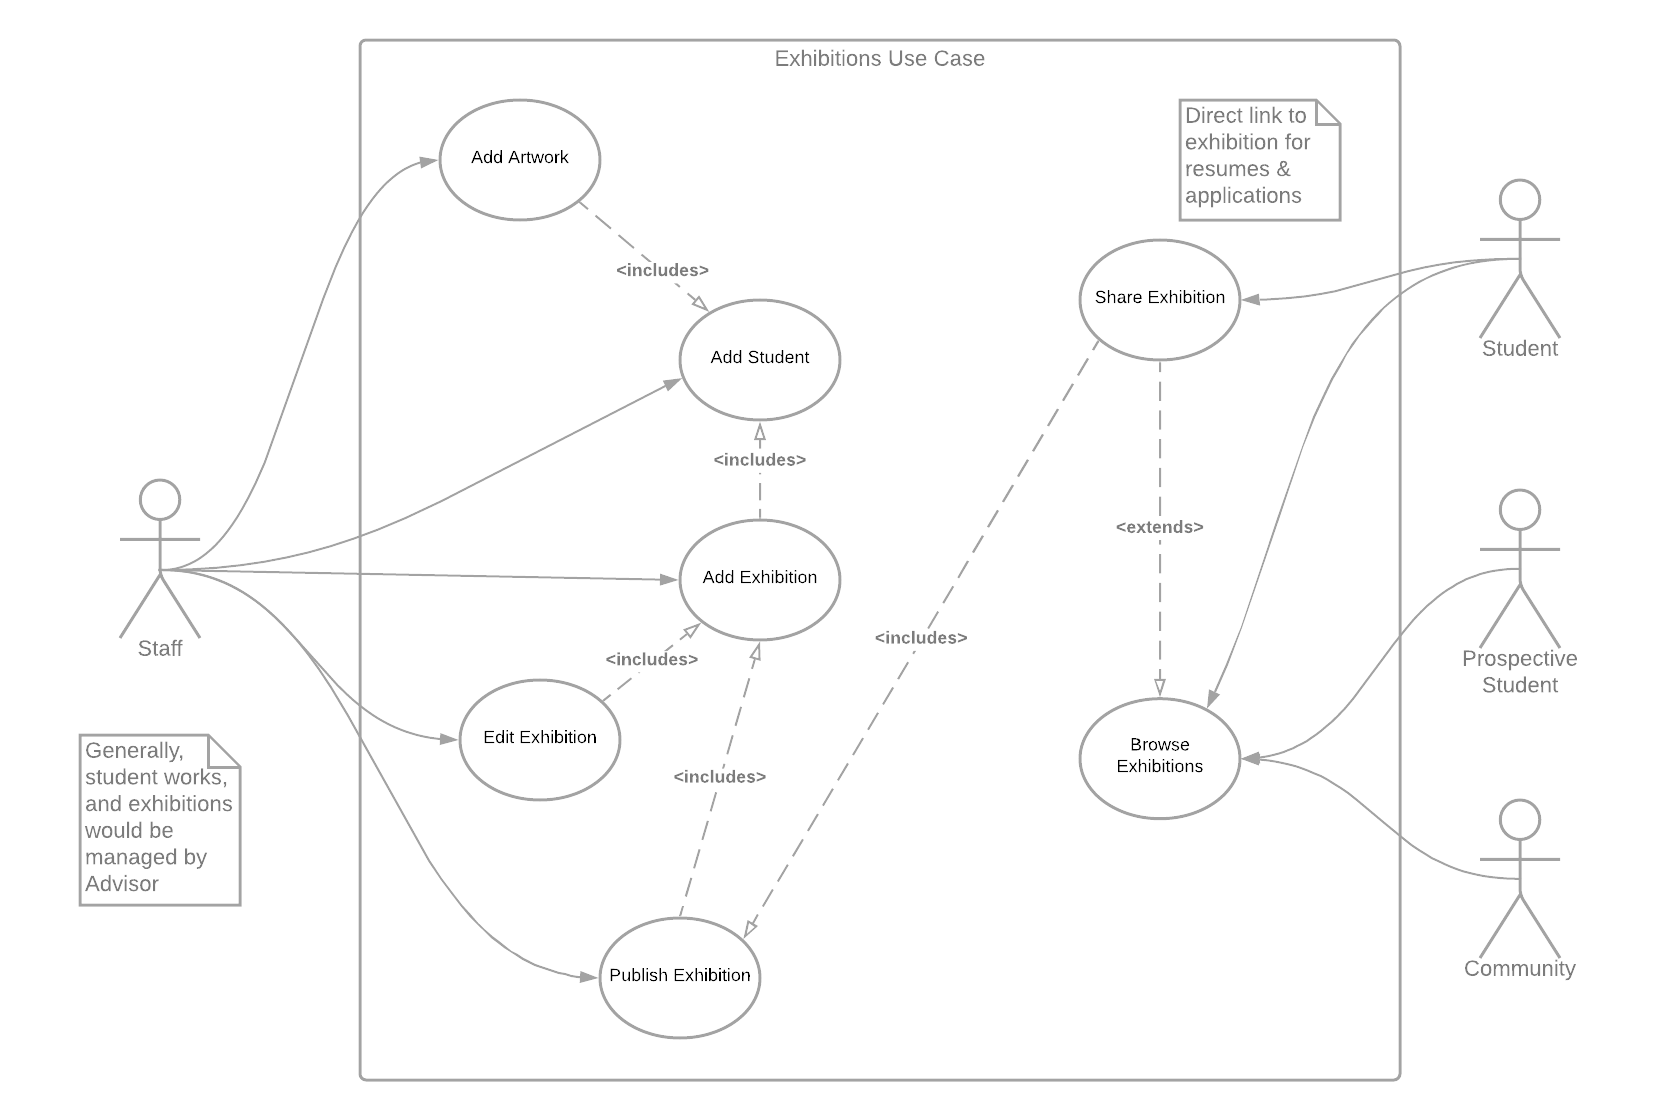 Exhibitions Use Case
Add Artwork
Direct link to
exhibition for
resumes &
applications
<includes>
Share Exhibition
Student
Add Student
<includes>
<extends>
Add Exhibition
<includes>
Staff
<includes>
Prospective
Student
Edit Exhibition
Generally,
student works,
and exhibitions
would be
managed by
Advisor
Browse
Exhibitions
<includes>
Publish Exhibition
Community